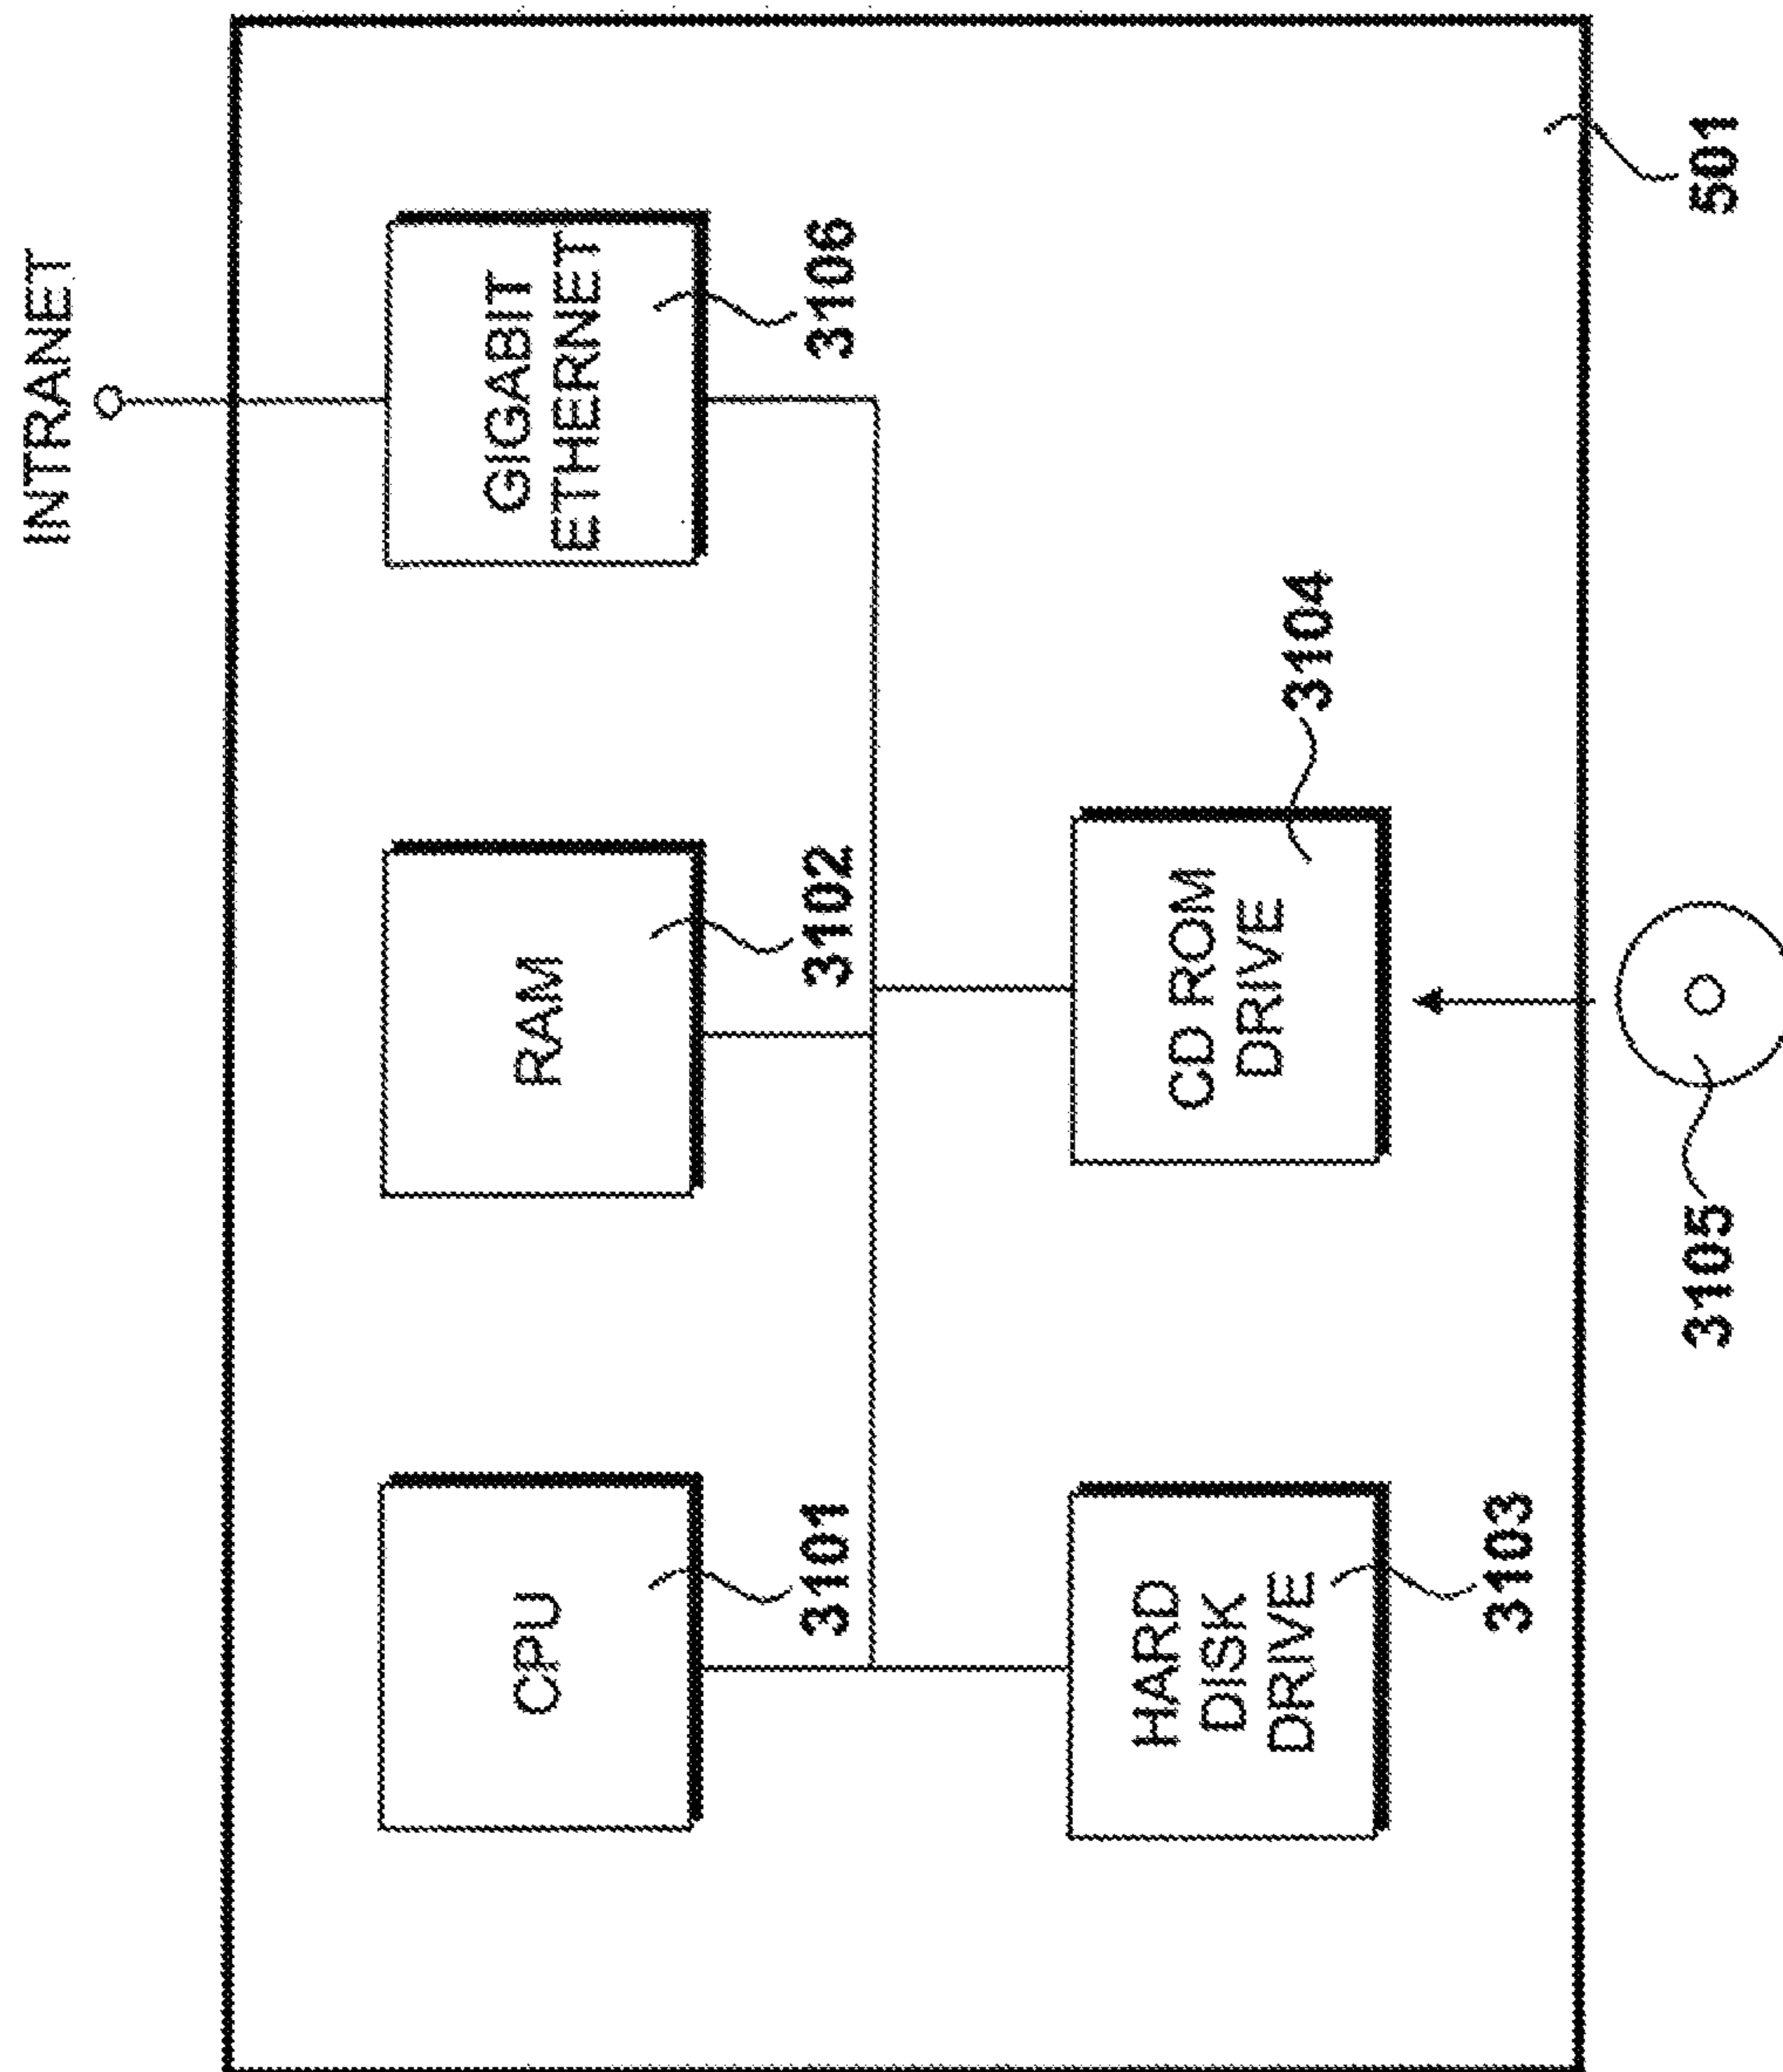 INTRANET
CPU
RAM
GIGABIT
ETHERNET
3101
3102
3106
HARD
DISK
DRIVE
CD ROM
DRIVE
3104
3103
3105
501